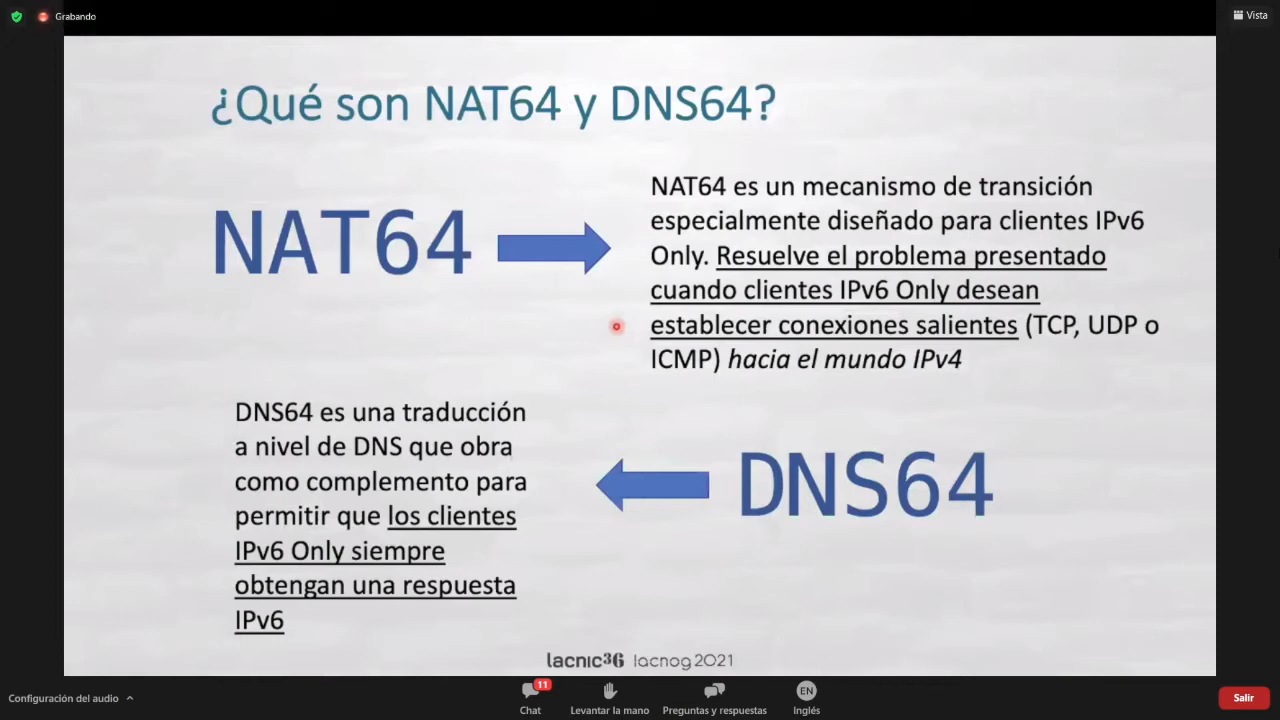 Grabando
Vista
¿Qué son NAT64 y DNS64?
NAT64
NAT64 es un mecanismo de transición
especialmente diseñado para clientes IPv6
Only. Resuelve el problema presentado
cuando clientes IPv6 Only desean
establecer conexiones salientes (TCP, UDP o
ICMP) hacia el mundo IPv4
DNS64 es una traducción
a nivel de DNS que obra
como complemento para
permitir que los clientes
IPv6 Only siempre
obtengan una respuesta
IPv6
DNS64
lacnic36 lacnog2021
Configuración del audio
11
Chat
Levantar la mano
Preguntas y respuestas
EN
Inglés
Salir